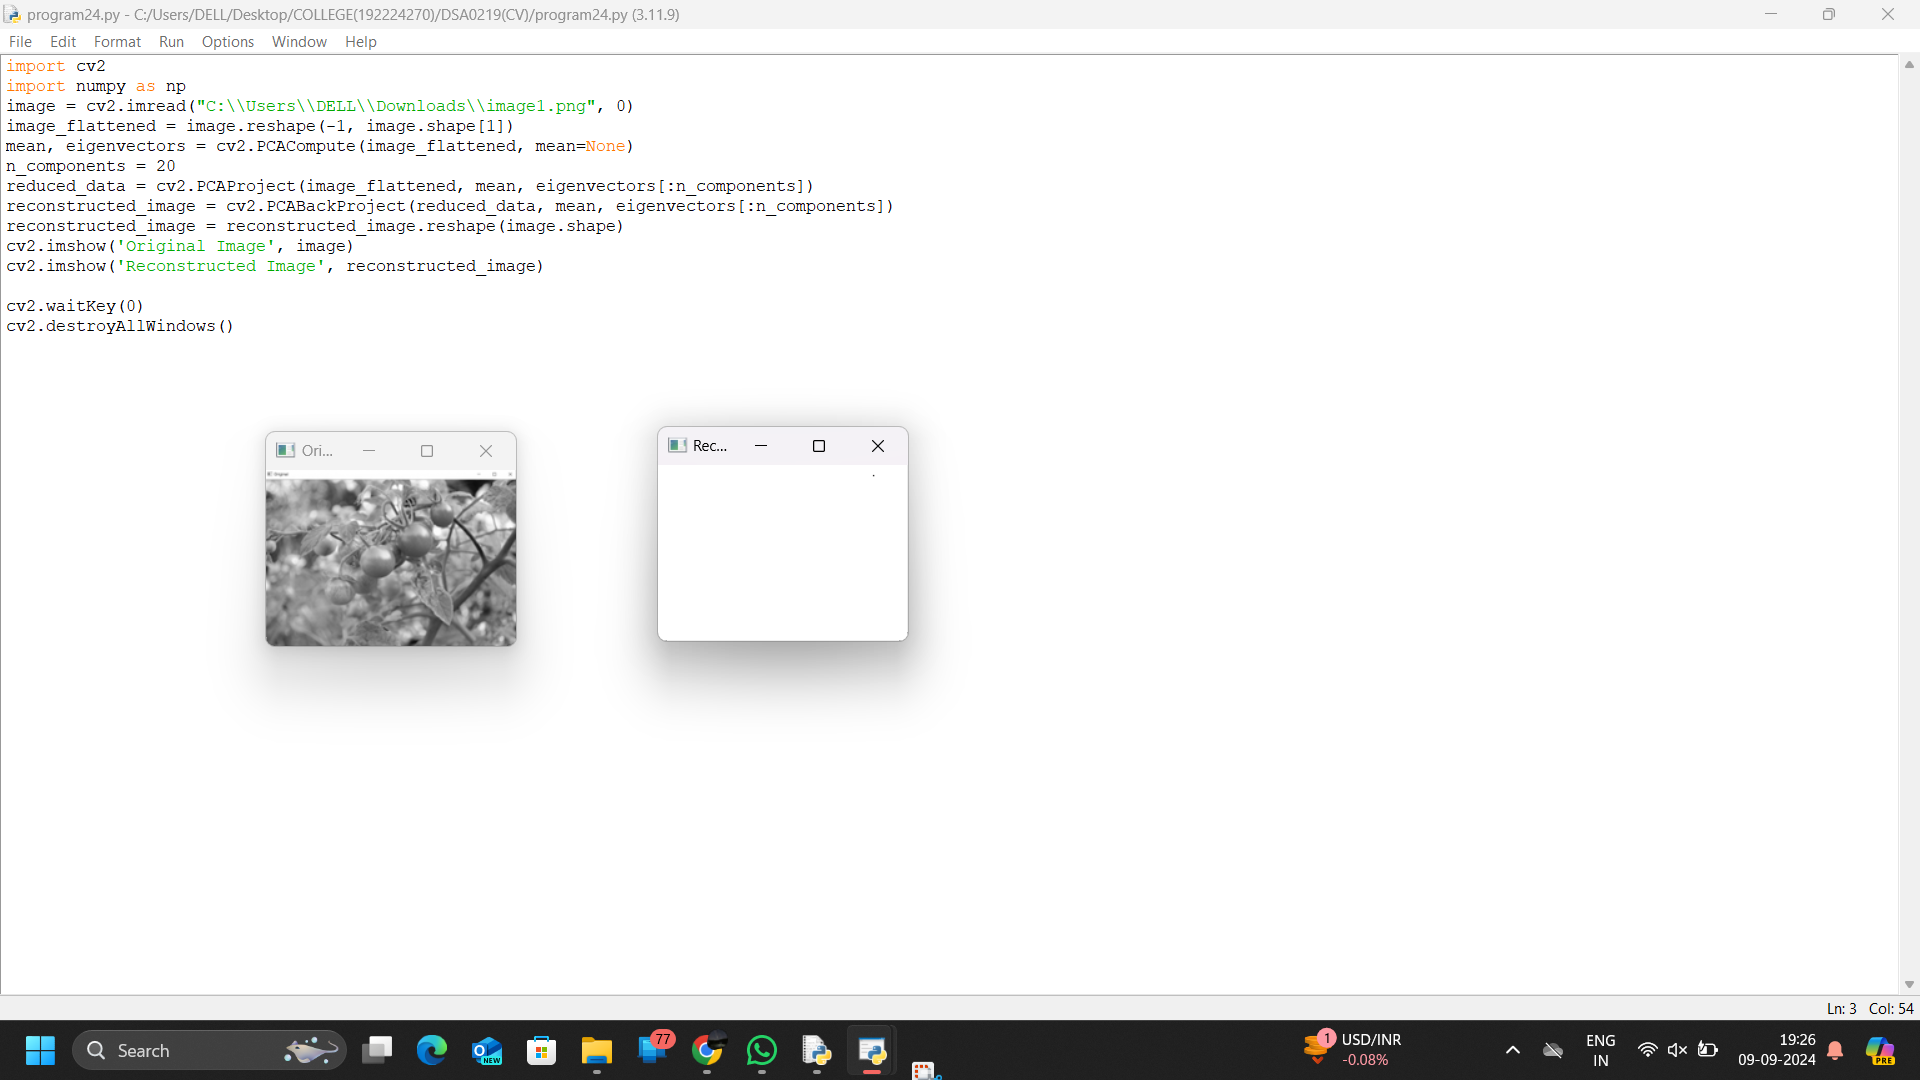 program24.py - C:/Users/DELL/Desktop/COLLEGE(192224270)/DSA0219(CV)/program24.py (3.11.9)
File Edit Format Run Options Window Help
import cv2
import numpy as np
image = cv2.imread("C:\\Users\\DELL\\Downloads\\image1.png", 0)
image_flattened = image.reshape(-1, image.shape[1])
mean, eigenvectors = cv2.PCACompute(image_flattened, mean=None)
n_components = 20
reduced_data = cv2.PCAProject(image_flattened, mean, eigenvectors[:n_components])
reconstructed_image = cv2.PCABackProject(reduced_data, mean, eigenvectors[:n_components])
reconstructed_image = reconstructed_image.reshape(image.shape)
cv2.imshow('Original Image', image)
cv2.imshow('Reconstructed Image', reconstructed_image)
cv2.waitKey(0)
cv2.destroyAllWindows()
Ori...
Rec...
Original
Ln: 3 Col: 54
Search
NEW
77
1
USD/INR
-0.08%
ENG
IN
19:26
09-09-2024
PRE